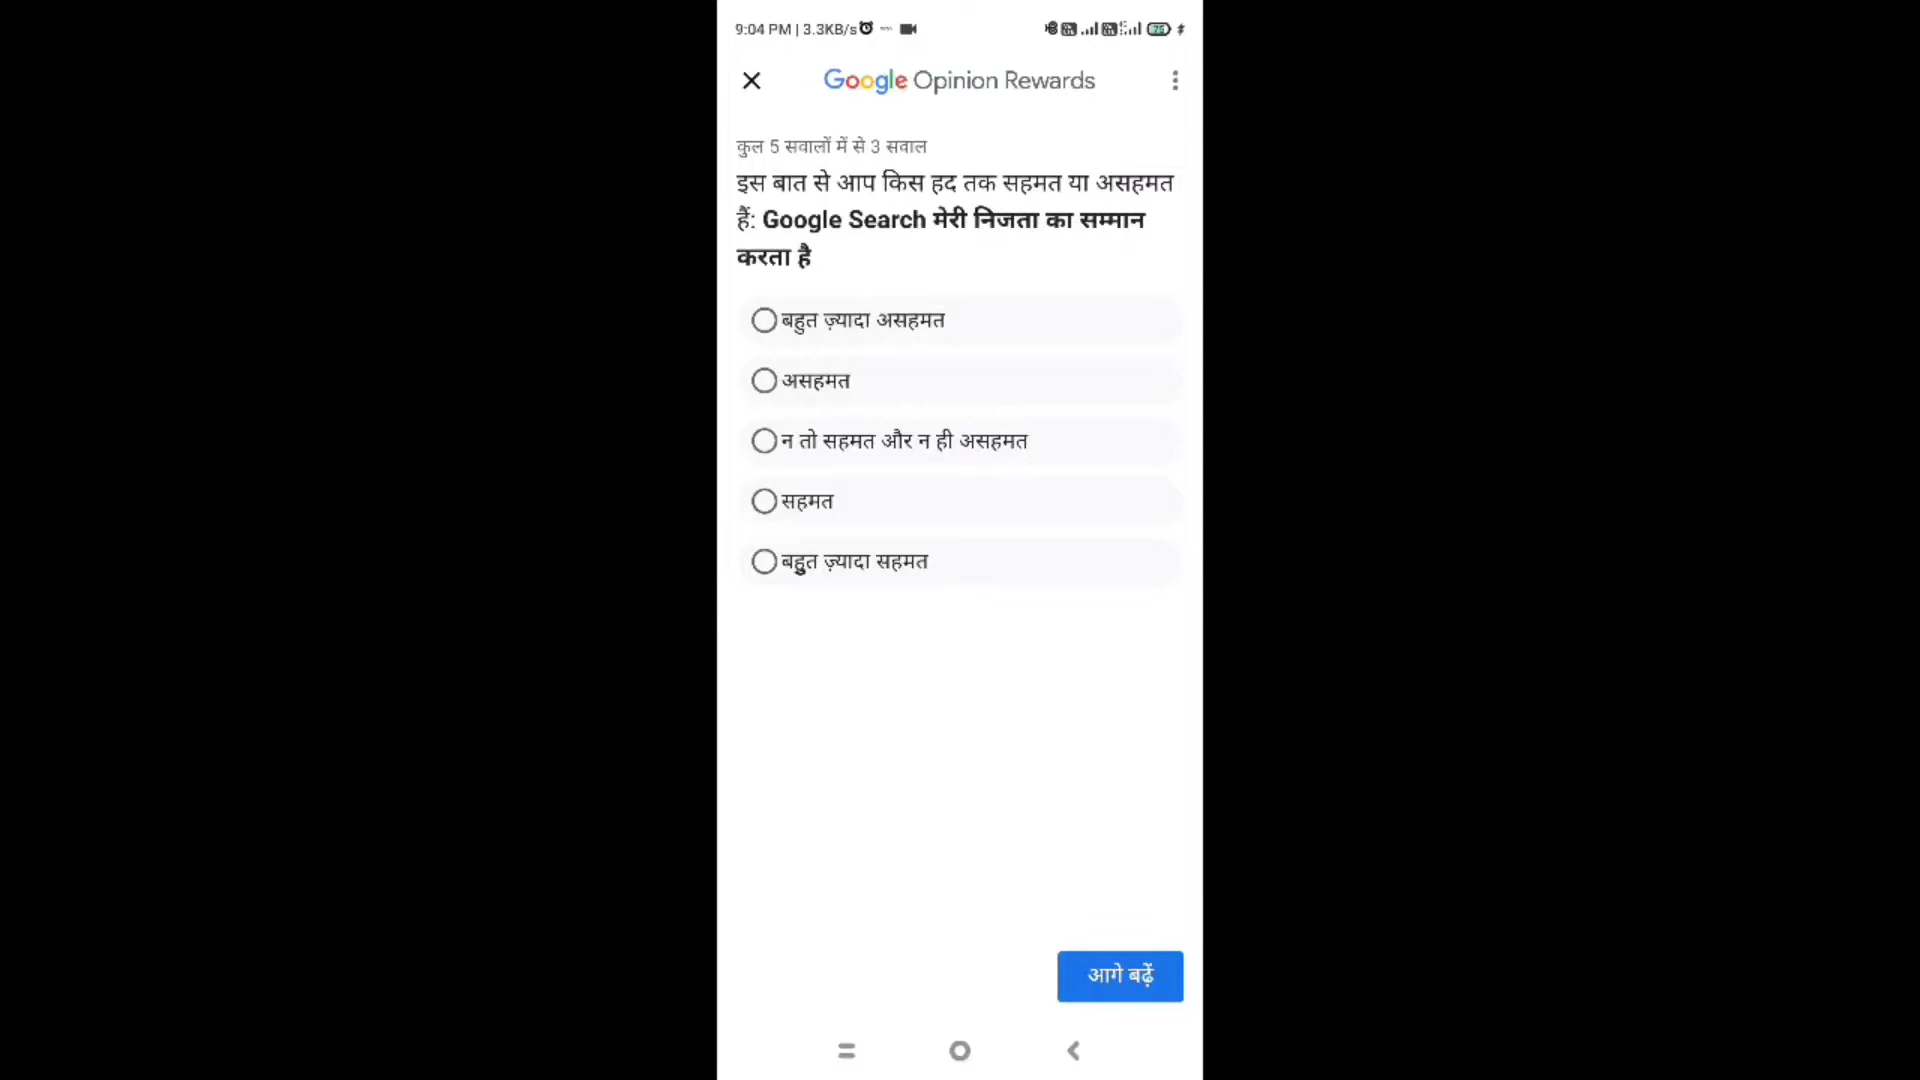 9:04 PM | 3.3KB/s
Google Opinion Rewards
कुल 5 सवालों में से 3 सवाल
इस बात से आप किस हद तक सहमत या असहमत
हैं: Google Search मेरी निजता का सम्मान
करता है
बहुत ज़्यादा असहमत
असहमत
न तो सहमत और न ही असहमत
सहमत
बहुत ज़्यादा सहमत
आगे बढ़ें